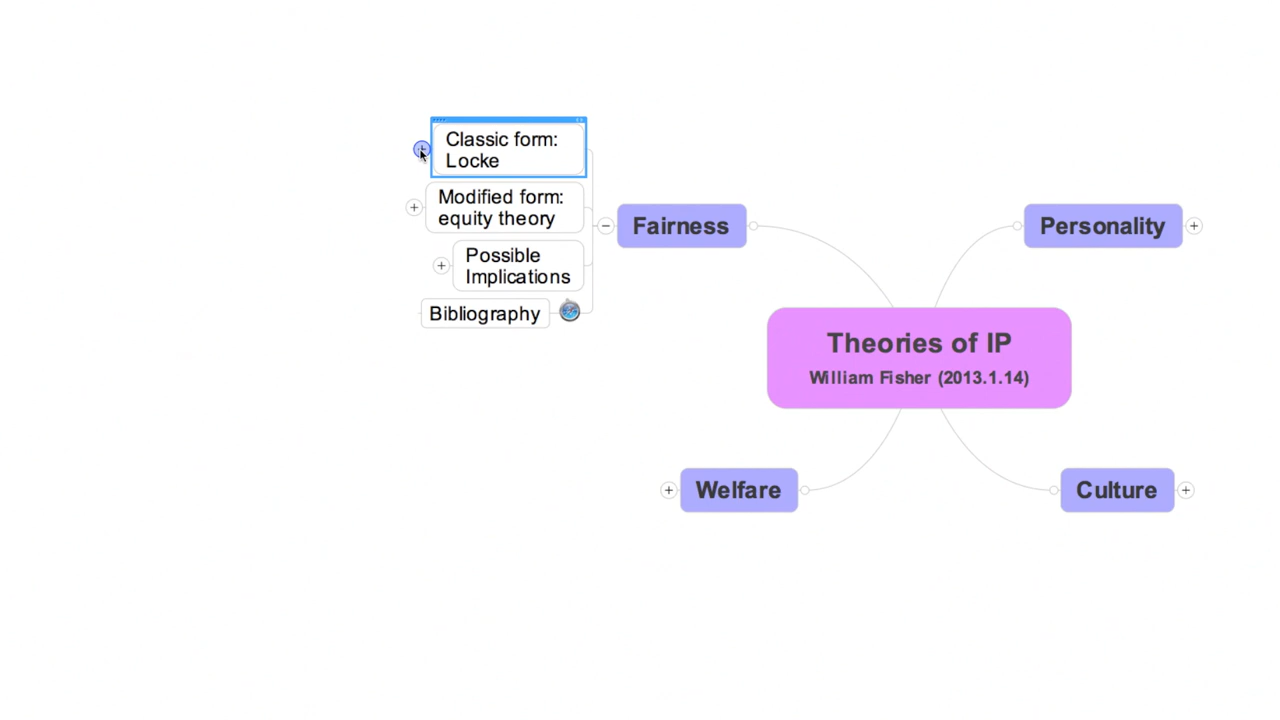 Classic form:
Locke
Modified form:
equity theory
Possible
Implications
Bibliography
Fairness
Personality
Theories of IP
William Fisher (2013.1.14)
Welfare
Culture